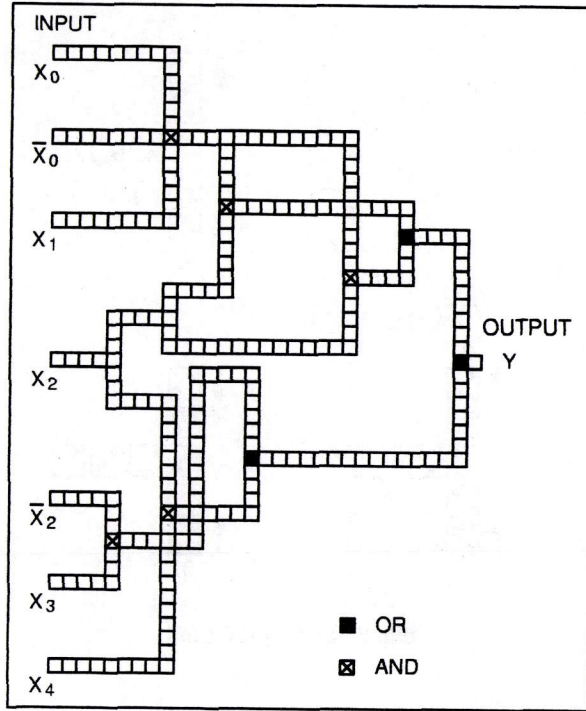 INPUT
X₀
X̅₀
X₁
X₂
OUTPUT
Y
X̅₂
X₃
X₄
OR
AND